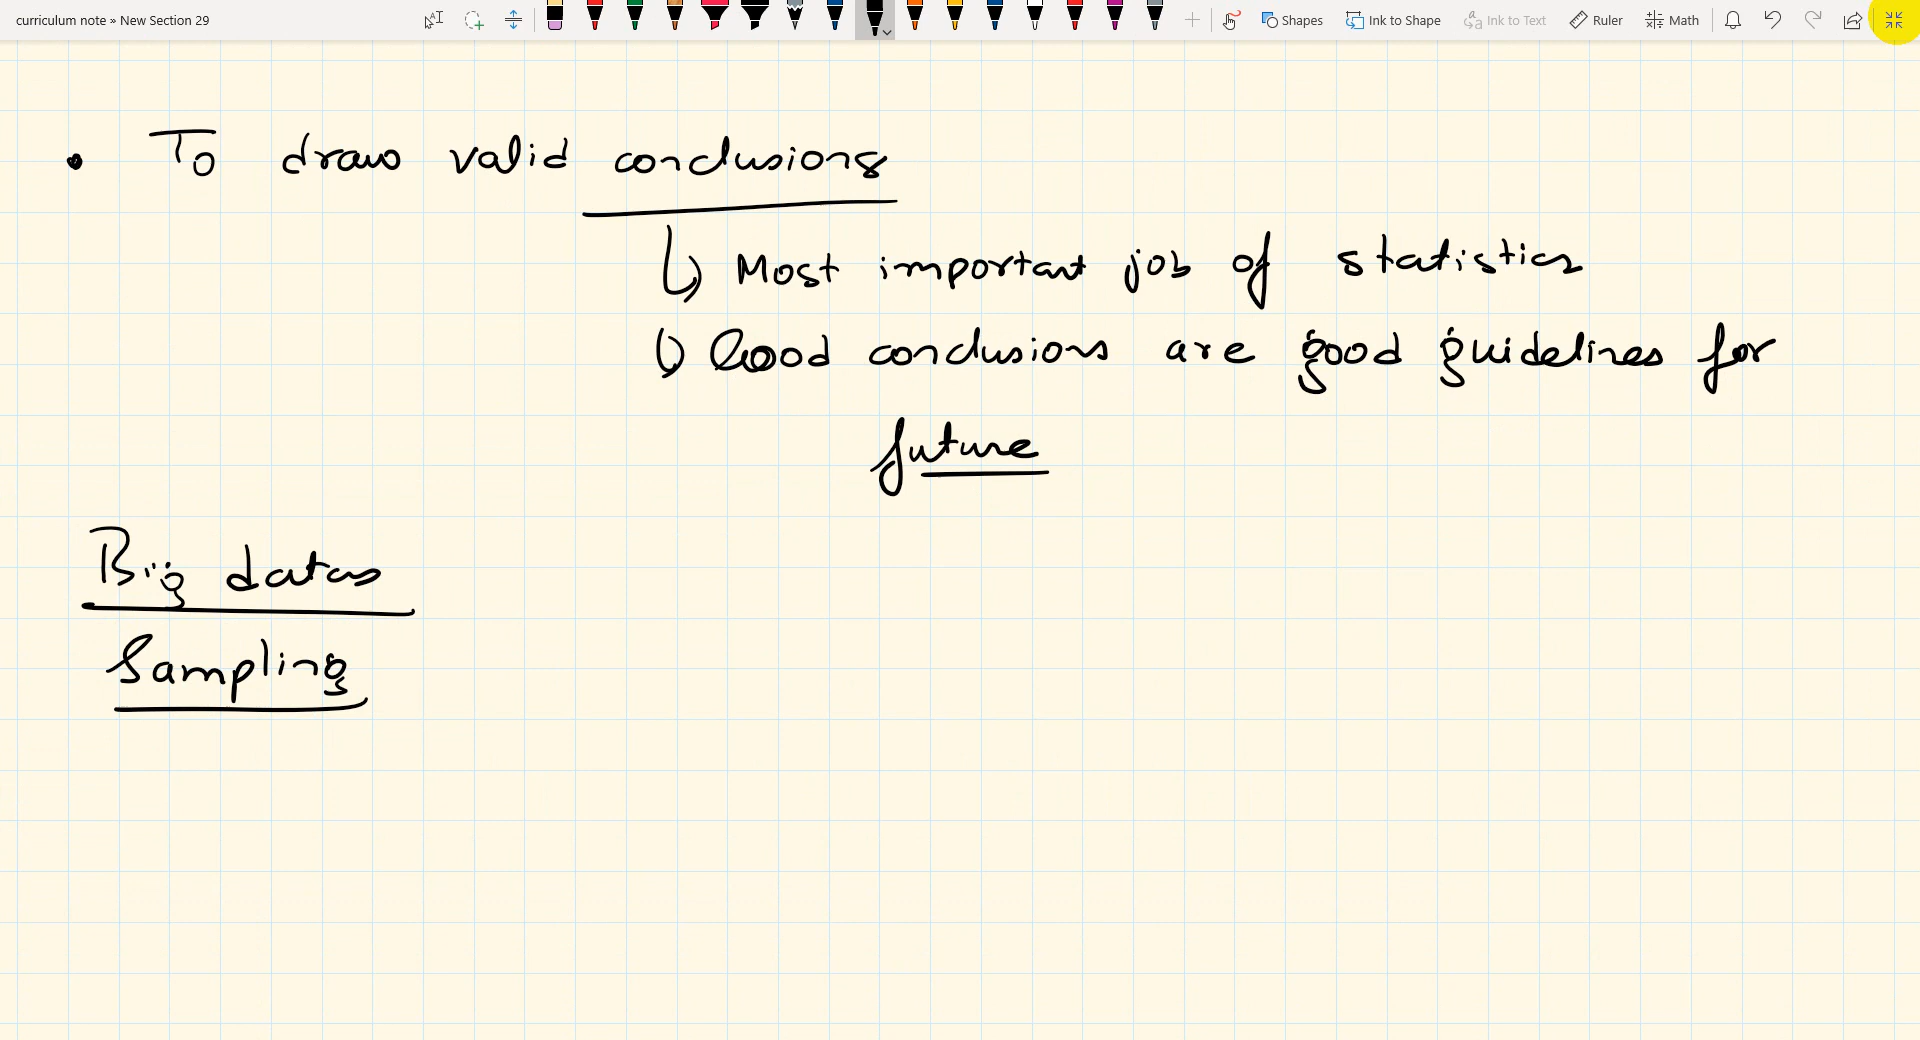 curriculum note » New Section 29 Shapes Ink to Shape Ink to Text Ruler Math
• To draw valid conclusions
Most important job of statistics
Good conclusions are good guidelines for
future
Big datas
Sampling